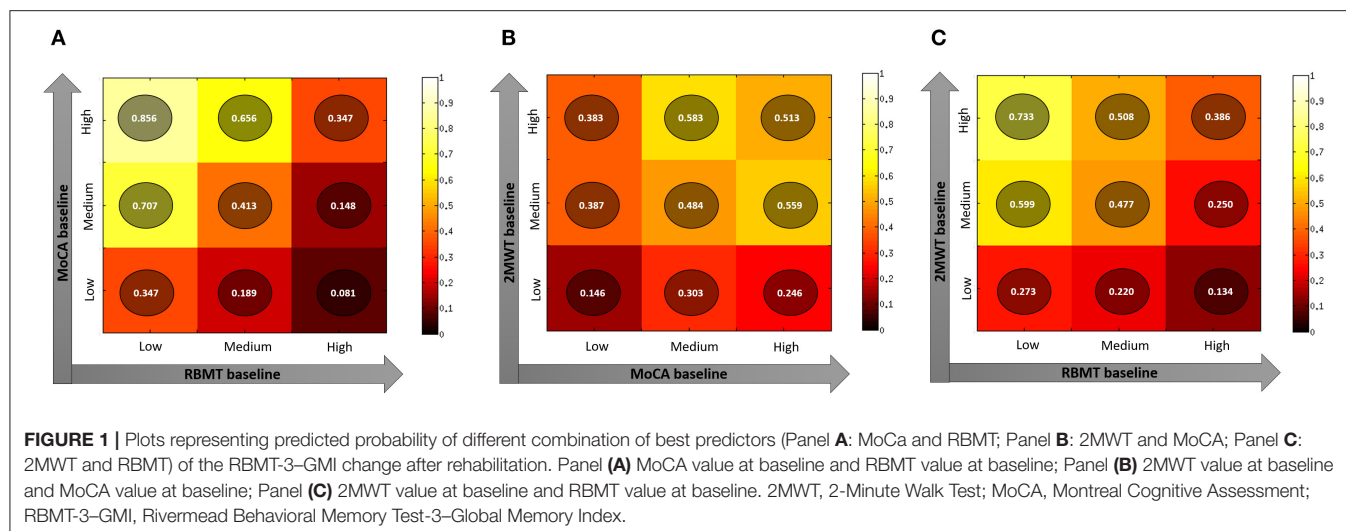 A
B
C
MoCA baseline
High
Medium
Low
0.856 0.656 0.347
0.707 0.413 0.148
0.347 0.189 0.081
Low Medium High
RBMT baseline
1
0.9
0.8
0.7
0.6
0.5
0.4
0.3
0.2
0.1
0
2MWT baseline
High
Medium
Low
0.383 0.583 0.513
0.387 0.484 0.559
0.146 0.303 0.246
Low Medium High
MoCA baseline
1
0.9
0.8
0.7
0.6
0.5
0.4
0.3
0.2
0.1
0
2MWT baseline
High
Medium
Low
0.733 0.508 0.386
0.599 0.477 0.250
0.273 0.220 0.134
Low Medium High
RBMT baseline
1
0.9
0.8
0.7
0.6
0.5
0.4
0.3
0.2
0.1
0
FIGURE 1 | Plots representing predicted probability of different combination of best predictors (Panel A: MoCa and RBMT; Panel B: 2MWT and MoCA; Panel C:
2MWT and RBMT) of the RBMT-3–GMI change after rehabilitation. Panel (A) MoCA value at baseline and RBMT value at baseline; Panel (B) 2MWT value at baseline
and MoCA value at baseline; Panel (C) 2MWT value at baseline and RBMT value at baseline. 2MWT, 2-Minute Walk Test; MoCA, Montreal Cognitive Assessment;
RBMT-3–GMI, Rivermead Behavioral Memory Test-3–Global Memory Index.